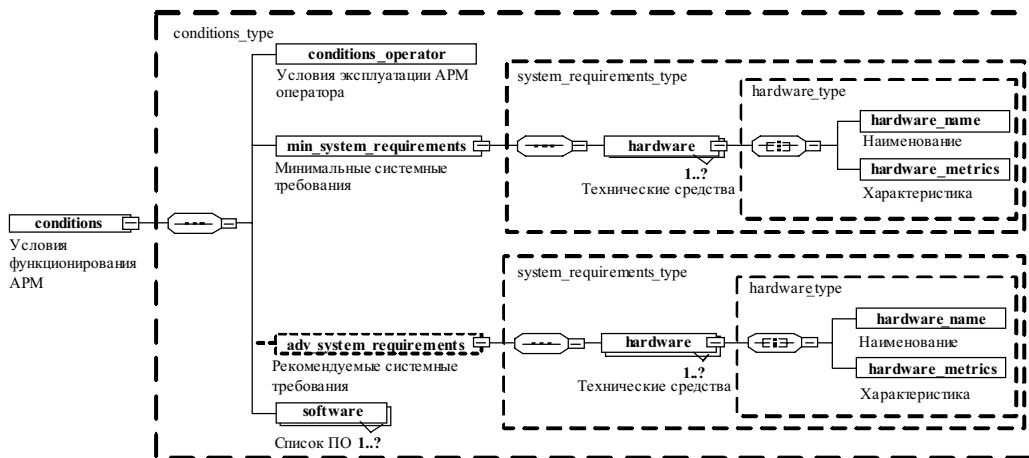 conditions_type
conditions_operator
Условия эксплуатации АРМ
оператора
system_requirements_type
hardware_type
hardware_name
Наименование
min_system_requirements
hardware
1..?
hardware_metrics
Минимальные системные
требования
Технические средства
Характеристика
conditions
Условия
функционирования
АРМ
system_requirements_type
hardware_type
hardware_name
Наименование
adv_system_requirements
hardware
1..?
hardware_metrics
Рекомендуемые системные
требования
Технические средства
Характеристика
software
Список ПО 1..?